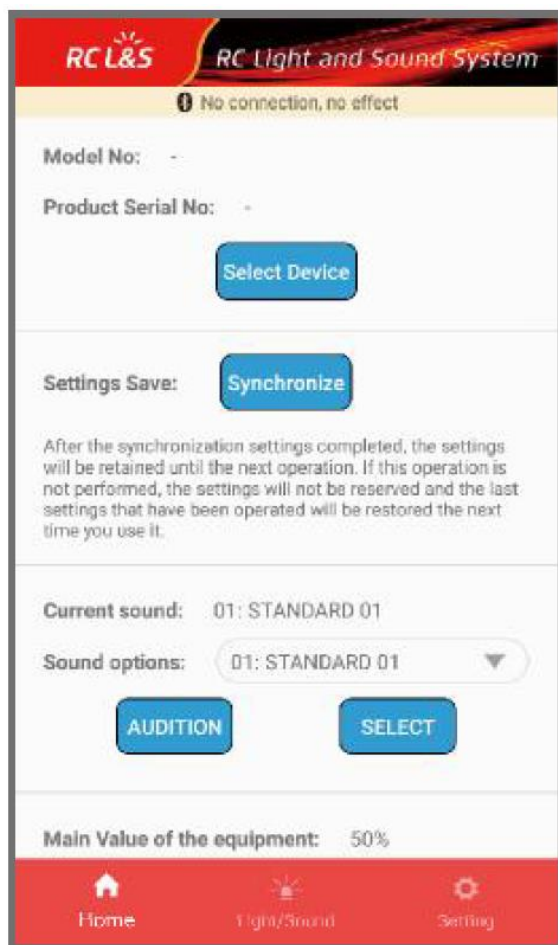 RC L&S
RC Light and Sound System
No connection, no effect
Model No: -
Product Serial No: -
Select Device
Settings Save: Synchronize
After the synchronization settings completed, the settings
will be retained until the next operation. If this operation is
not performed, the settings will not be reserved and the last
settings that have been operated will be restored the next
time you use it.
Current sound: 01: STANDARD 01
Sound options: 01: STANDARD 01
AUDITION SELECT
Main Value of the equipment: 50%
Home Light/Sound Setting